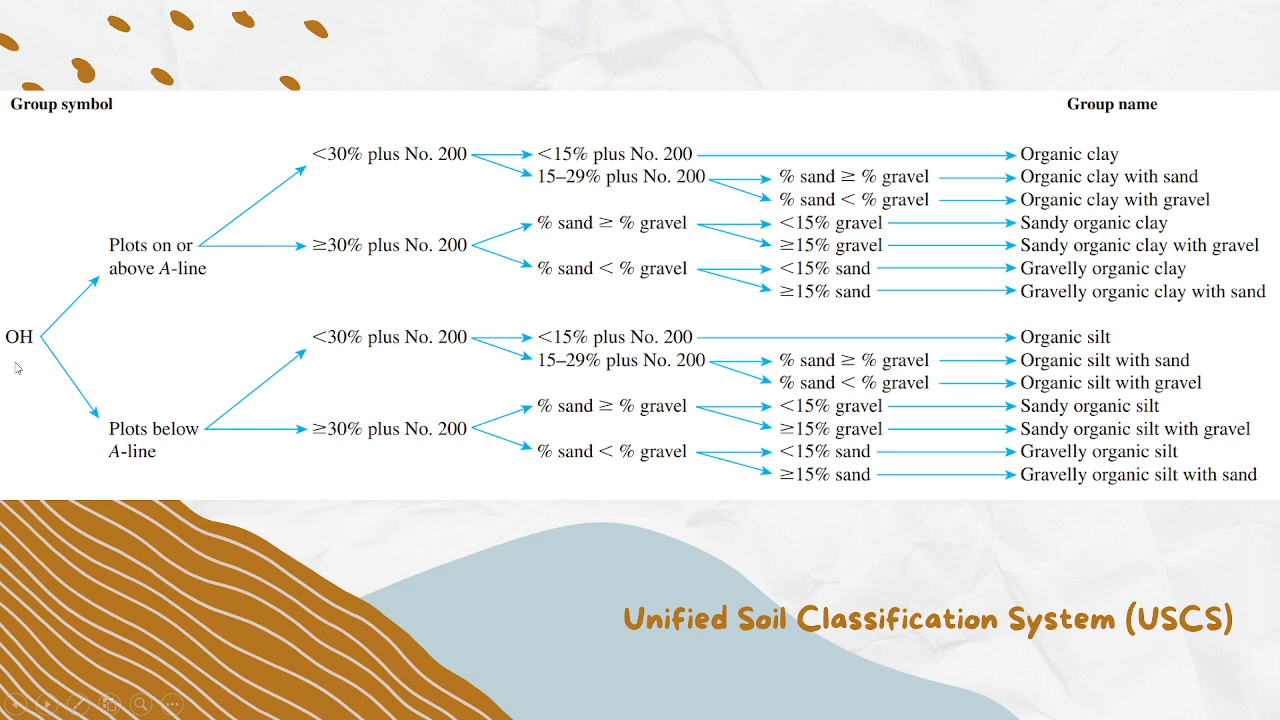 Group symbol Group name
<30% plus No. 200 <15% plus No. 200 Organic clay
15–29% plus No. 200 % sand ≥ % gravel Organic clay with sand
% sand < % gravel Organic clay with gravel
% sand ≥ % gravel <15% gravel Sandy organic clay
Plots on or ≥30% plus No. 200 ≥15% gravel Sandy organic clay with gravel
above A-line % sand < % gravel <15% sand Gravelly organic clay
≥15% sand Gravelly organic clay with sand
OH <30% plus No. 200 <15% plus No. 200 Organic silt
15–29% plus No. 200 % sand ≥ % gravel Organic silt with sand
% sand < % gravel Organic silt with gravel
% sand ≥ % gravel <15% gravel Sandy organic silt
Plots below ≥30% plus No. 200 ≥15% gravel Sandy organic silt with gravel
A-line % sand < % gravel <15% sand Gravelly organic silt
≥15% sand Gravelly organic silt with sand
Unified Soil Classification System (USCS)